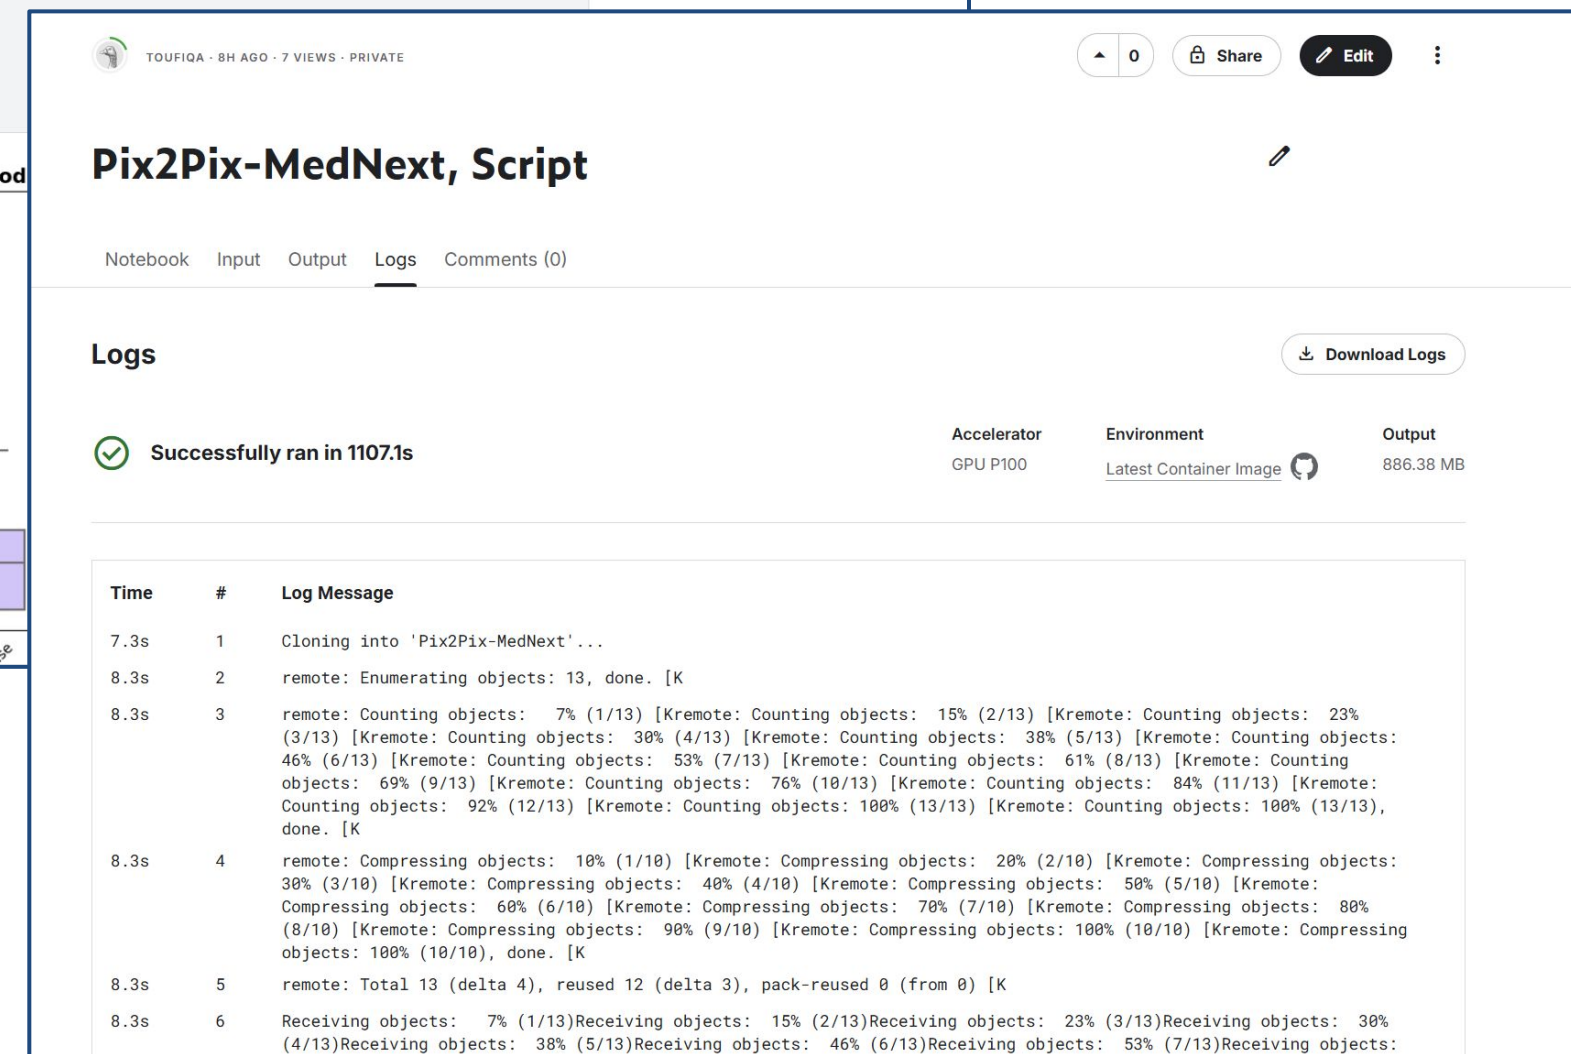 TOUFIQA · 8H AGO · 7 VIEWS · PRIVATE
0
Share
Edit
od
Pix2Pix-MedNext, Script
Notebook Input Output Logs Comments (0)
Logs
Download Logs
Successfully ran in 1107.1s
Accelerator Environment Output
GPU P100 Latest Container Image 886.38 MB
se
Time # Log Message
7.3s 1 Cloning into 'Pix2Pix-MedNext'...
8.3s 2 remote: Enumerating objects: 13, done. [K
8.3s 3 remote: Counting objects:   7% (1/13) [Kremote: Counting objects:  15% (2/13) [Kremote: Counting objects:  23%
(3/13) [Kremote: Counting objects:  30% (4/13) [Kremote: Counting objects:  38% (5/13) [Kremote: Counting objects:
46% (6/13) [Kremote: Counting objects:  53% (7/13) [Kremote: Counting objects:  61% (8/13) [Kremote: Counting
objects:  69% (9/13) [Kremote: Counting objects:  76% (10/13) [Kremote: Counting objects:  84% (11/13) [Kremote:
Counting objects:  92% (12/13) [Kremote: Counting objects: 100% (13/13) [Kremote: Counting objects: 100% (13/13),
done. [K
8.3s 4 remote: Compressing objects:  10% (1/10) [Kremote: Compressing objects:  20% (2/10) [Kremote: Compressing objects:
30% (3/10) [Kremote: Compressing objects:  40% (4/10) [Kremote: Compressing objects:  50% (5/10) [Kremote:
Compressing objects:  60% (6/10) [Kremote: Compressing objects:  70% (7/10) [Kremote: Compressing objects:  80%
(8/10) [Kremote: Compressing objects:  90% (9/10) [Kremote: Compressing objects: 100% (10/10) [Kremote: Compressing
objects: 100% (10/10), done. [K
8.3s 5 remote: Total 13 (delta 4), reused 12 (delta 3), pack-reused 0 (from 0) [K
8.3s 6 Receiving objects:   7% (1/13)Receiving objects:  15% (2/13)Receiving objects:  23% (3/13)Receiving objects:  30%
(4/13)Receiving objects:  38% (5/13)Receiving objects:  46% (6/13)Receiving objects:  53% (7/13)Receiving objects: